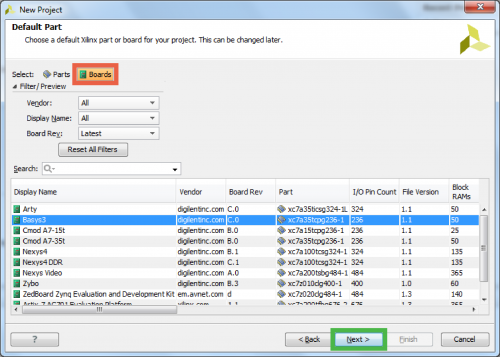 New Project
Default Part
Choose a default Xilinx part or board for your project. This can be changed later.
Select: Parts Boards
Filter/ Preview
Vendor: All
Display Name: All
Board Rev: Latest
Reset All Filters
Search:
Display Name Vendor Board Rev Part I/O Pin Count File Version Block RAMs
Arty digilentinc.com C.0 xc7a35ticsg324-1L 324 1.1 50
Basys3 digilentinc.com C.0 xc7a35tcpg236-1 236 1.1 50
Cmod A7-15t digilentinc.com B.0 xc7a15tcpg236-1 236 1.1 25
Cmod A7-35t digilentinc.com B.0 xc7a35tcpg236-1 236 1.1 50
Nexys4 digilentinc.com B.1 xc7a100tcsg324-1 324 1.1 135
Nexys4 DDR digilentinc.com C.1 xc7a100tcsg324-1 324 1.1 135
Nexys Video digilentinc.com A.0 xc7a200tsbg484-1 484 1.1 365
Zybo digilentinc.com B.3 xc7z010clg400-1 400 1.0 60
ZedBoard Zynq Evaluation and Development Kit em.avnet.com d xc7z020clg484-1 484 1.3 140
1.3 365
?
< Back
Next >
Finish
Cancel